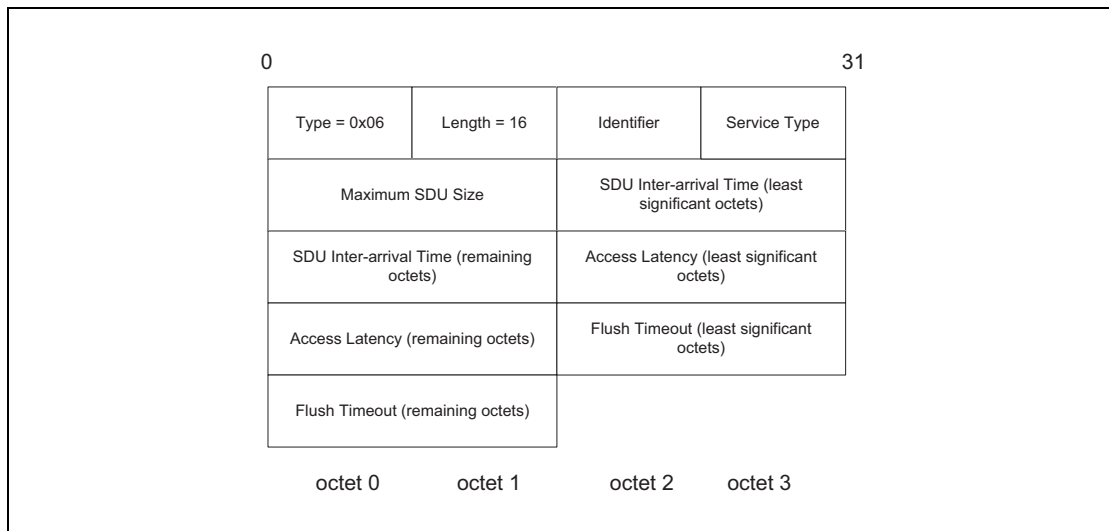 0 31
Type = 0x06 Length = 16 Identifier Service Type
Maximum SDU Size
SDU Inter-arrival Time (least
significant octets)
SDU Inter-arrival Time (remaining
octets)
Access Latency (least significant
octets)
Access Latency (remaining octets)
Flush Timeout (least significant
octets)
Flush Timeout (remaining octets)
octet 0 octet 1 octet 2 octet 3